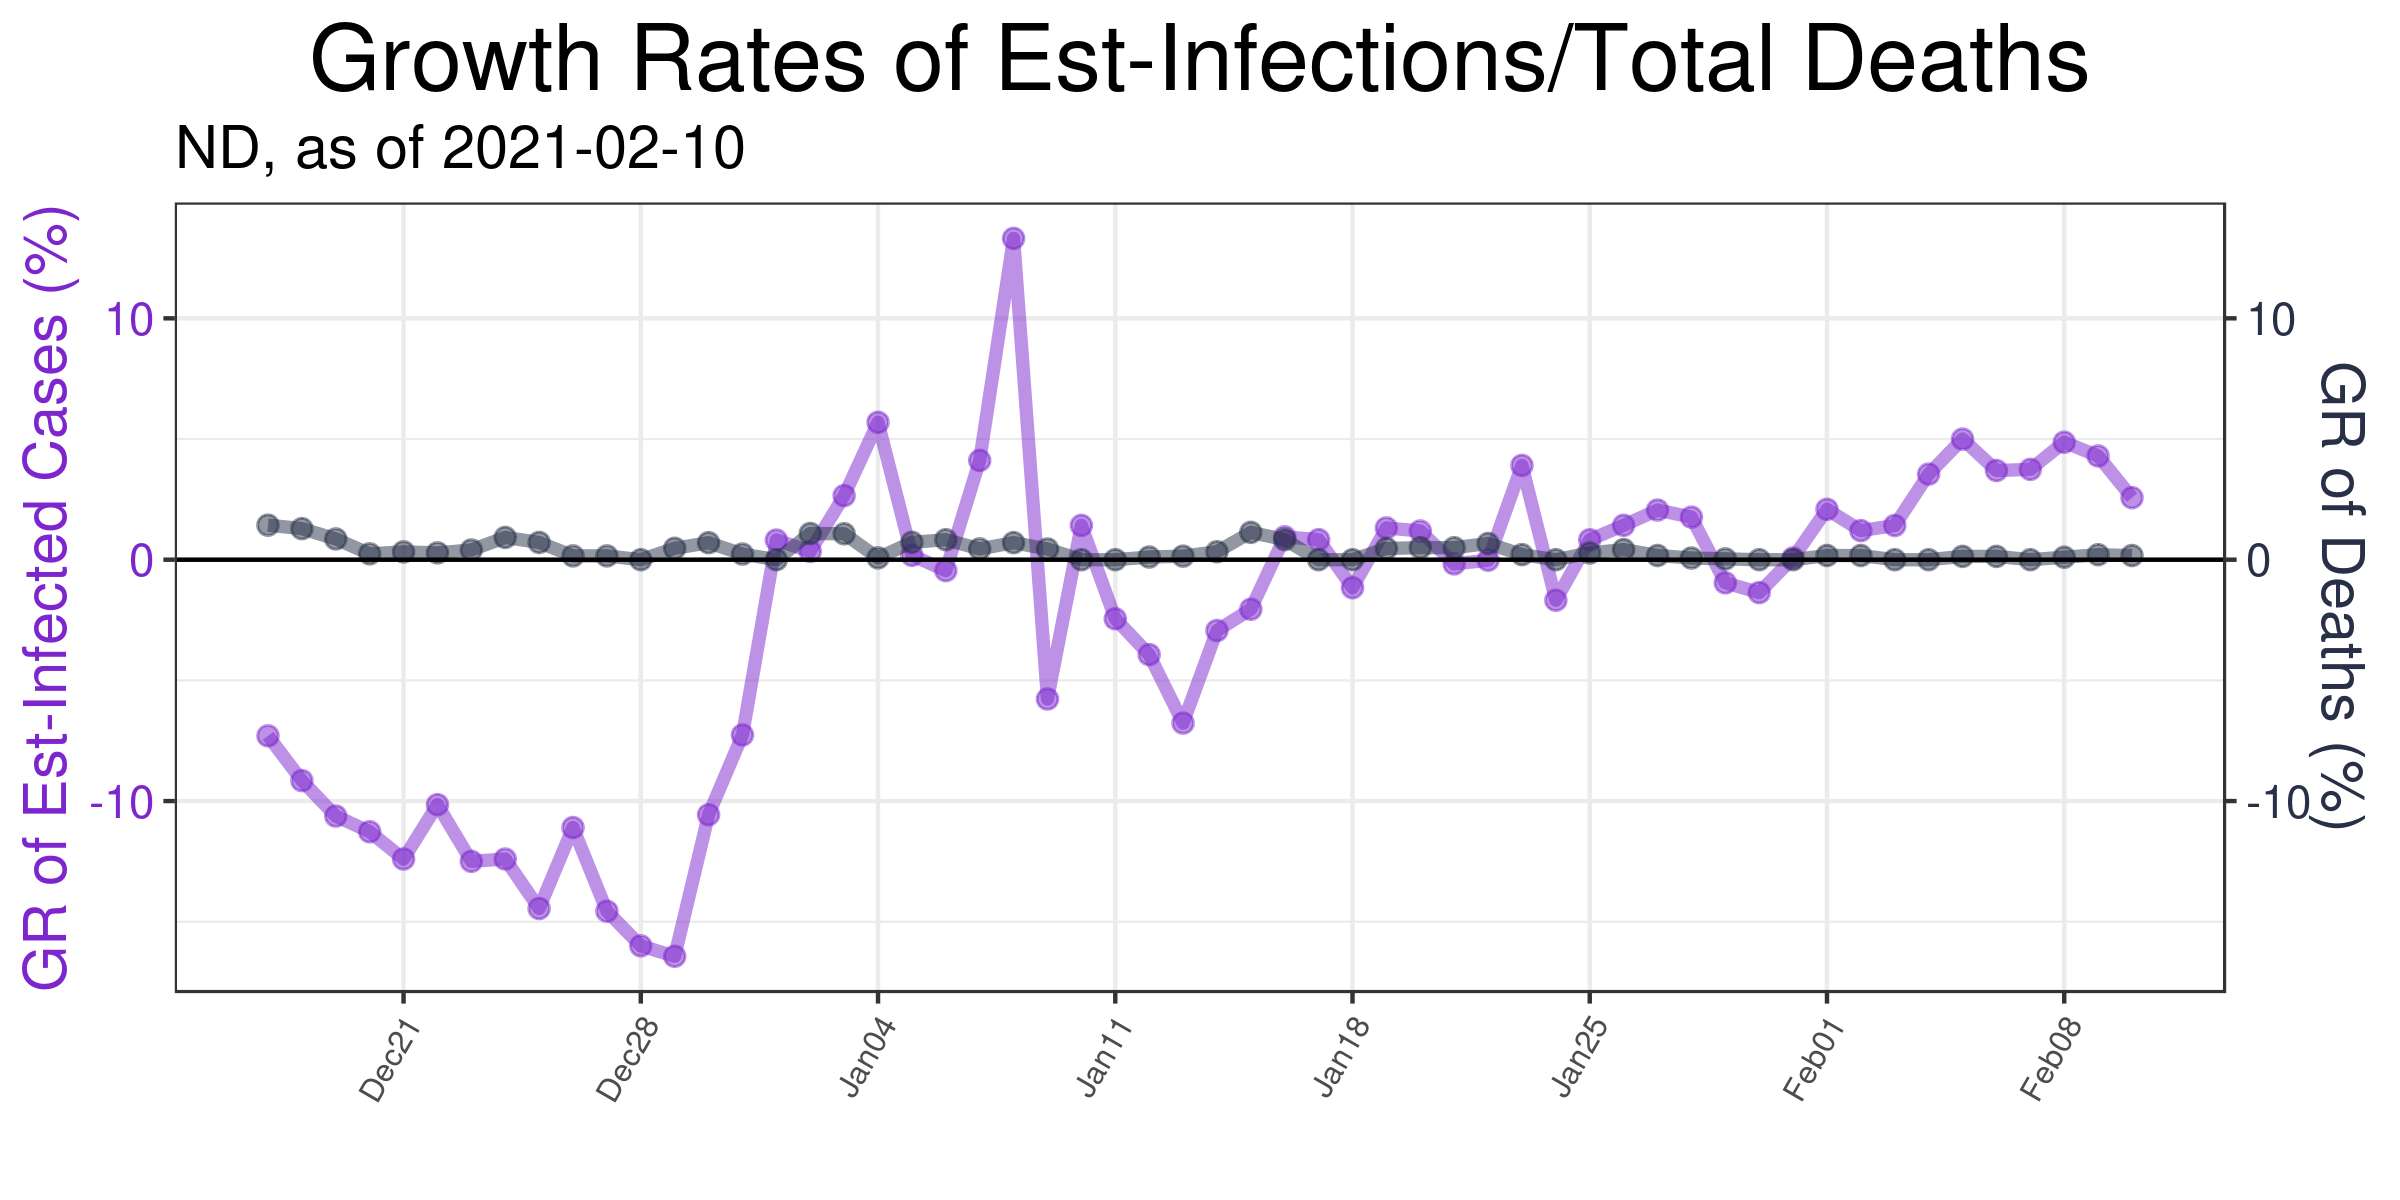 Growth Rates of Est-Infections/Total Deaths
ND, as of 2021-02-10
GR of Est-Infected Cases (%)
10
0
-10
10
0
-10
GR of Deaths (%)
Dec21
Dec28
Jan04
Jan11
Jan18
Jan25
Feb01
Feb08